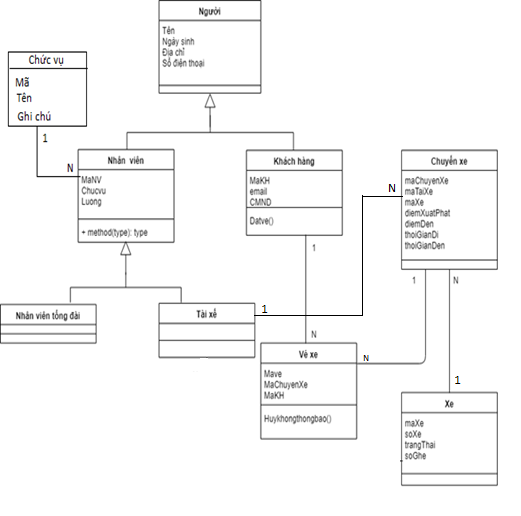 Người
Tên
Ngày sinh
Địa chỉ
Số điện thoại
Chức vụ
Mã
Tên
Ghi chú
1
N
Nhân viên
MaNV
Chucvu
Luong
+ method(type): type
Khách hàng
MaKH
email
CMND
Datve()
1
N
Chuyến xe
maChuyenXe
maTaiXe
maXe
diemXuatPhat
diemDen
thoiGianDi
thoiGianDen
N
1
N
Nhân viên tổng đài
Tài xế
1
Vé xe
Mave
MaChuyenXe
MaKH
Huykhongthongbao()
N
1
Xe
maXe
soXe
trangThai
soGhe